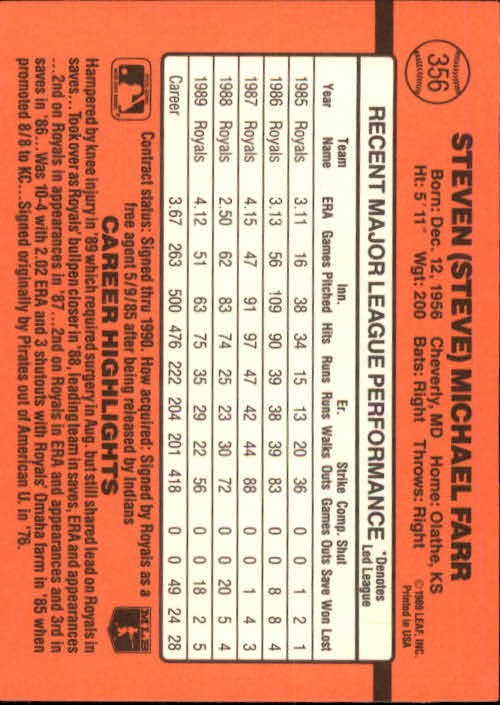 356
STEVEN (STEVE) MICHAEL FARR
Born: Dec. 12, 1956 Cheverly, MD Home: Olathe, KS
Ht: 5' 11" Wgt: 200 Bats: Right Throws: Right
©1989 LEAF, INC.
Printed in USA
RECENT MAJOR LEAGUE PERFORMANCE
*Denotes
Led League
Team Inn. Er. Strike Comp. Shut
Year Name ERA Games Pitched Hits Runs Runs Walks Outs Games Outs Save Won Lost
1985 Royals 3.11 16 38 34 15 13 20 36 0 0 1 2 1
1986 Royals 3.13 56 109 90 39 38 39 83 0 0 8 8 4
1987 Royals 4.15 47 91 97 47 42 44 88 0 0 1 4 3
1988 Royals 2.50 62 83 74 25 23 30 72 0 0 20 5 4
1989 Royals 4.12 51 63 75 35 29 22 56 0 0 18 2 5
Career 3.67 263 500 476 222 204 201 418 0 0 49 24 28
Contract status: Signed thru 1990 How acquired: Signed by Royals as a
free agent 5/9/85 after being released by Indians
CAREER HIGHLIGHTS
MLB
Hampered by knee injury in '89 which required surgery in Aug. but still shared lead on Royals in
saves...Took over as Royals' bullpen closer in '88, leading team in saves, ERA and appearances
...2nd on Royals in appearances in '87...2nd on Royals in ERA and appearances and 3rd in
saves in '86...Was 10-4 with 2.02 ERA and 3 shutouts with Royals' Omaha farm in '85 when
promoted 8/8 to KC...Signed originally by Pirates out of American U. in '76.